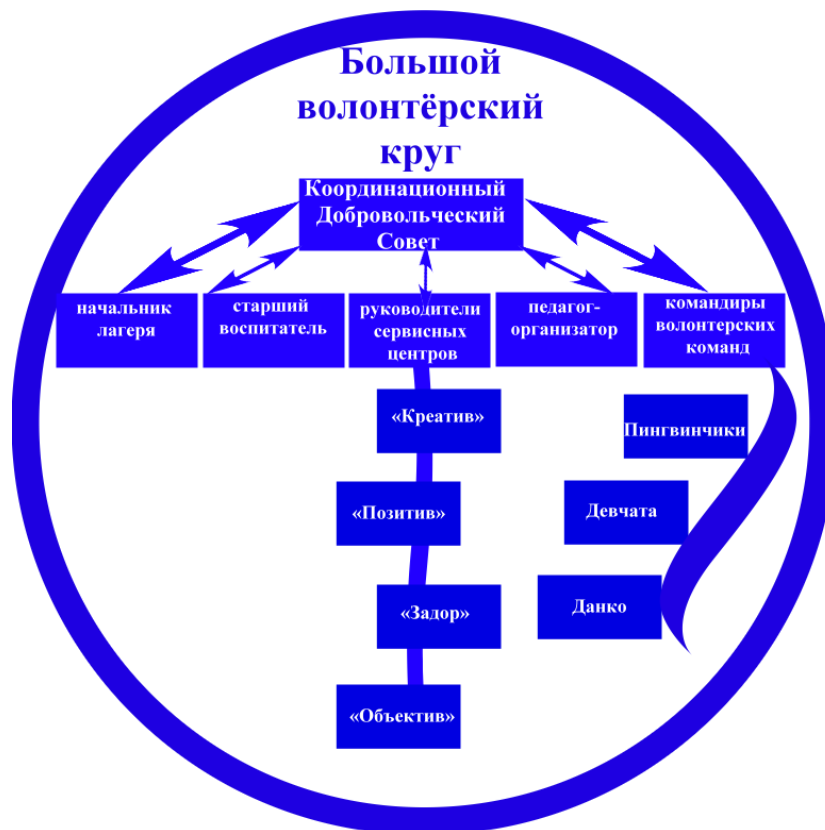 Большой
волонтёрский
круг
Координационный
Добровольческий
Совет
начальник
лагеря
старший
воспитатель
руководители
сервисных
центров
педагог-
организатор
командиры
волонтерских
команд
«Креатив»
Пингвинчики
«Позитив»
Девчата
«Задор»
Данко
«Объектив»